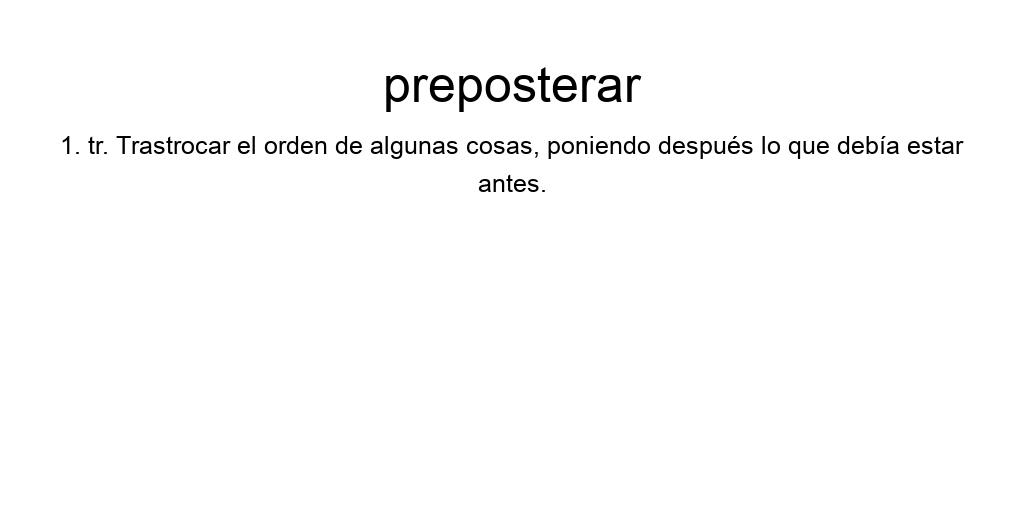 preposterar
1. tr. Trastrocar el orden de algunas cosas, poniendo después lo que debía estar
antes.